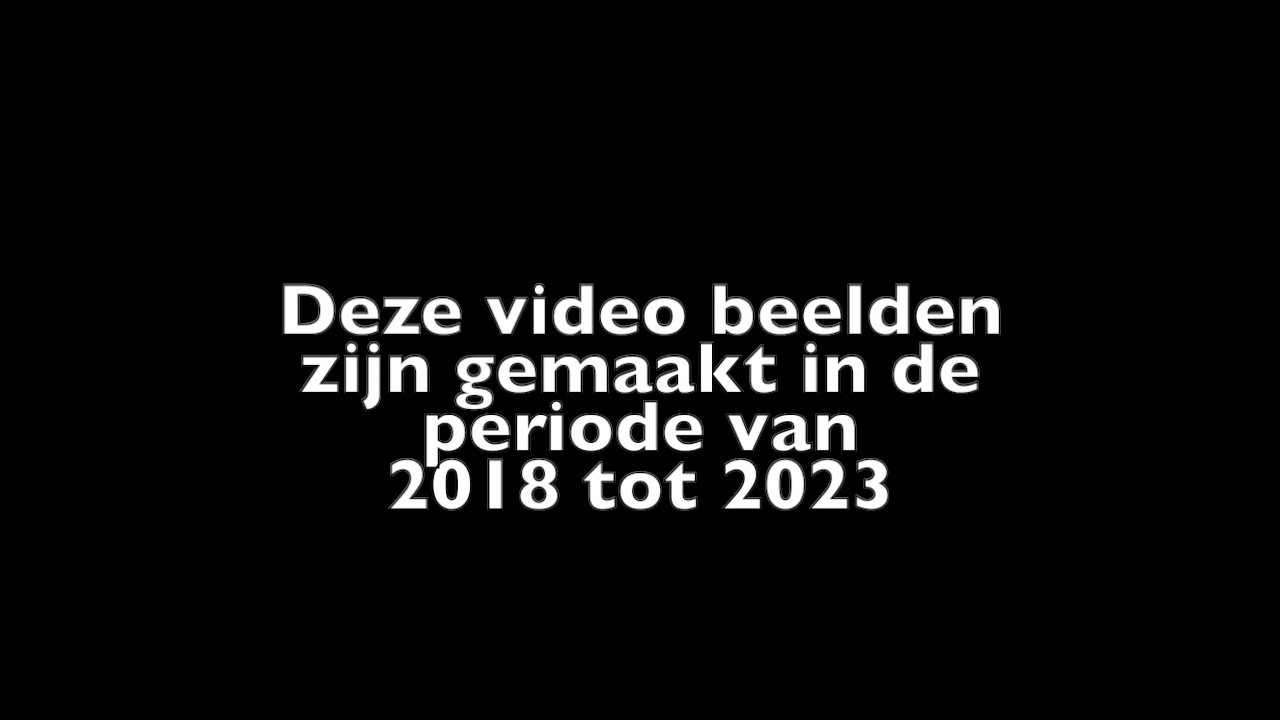 Deze video beelden
zijn gemaakt in de
periode van
2018 tot 2023